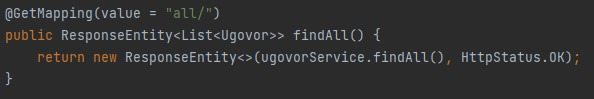 @GetMapping(value = "all/")
public ResponseEntity<List<Ugovor>> findAll() {
    return new ResponseEntity<>(ugovorService.findAll(), HttpStatus.OK);
}